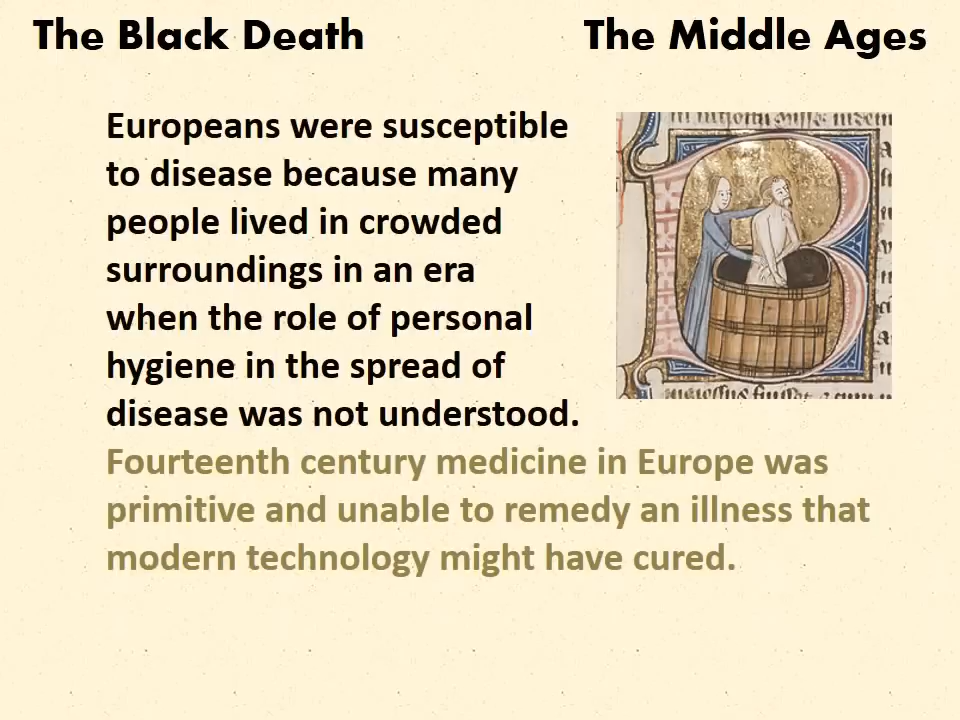 The Black Death
The Middle Ages
Europeans were susceptible
to disease because many
people lived in crowded
surroundings in an era
when the role of personal
hygiene in the spread of
disease was not understood.
Fourteenth century medicine in Europe was
primitive and unable to remedy an illness that
modern technology might have cured.